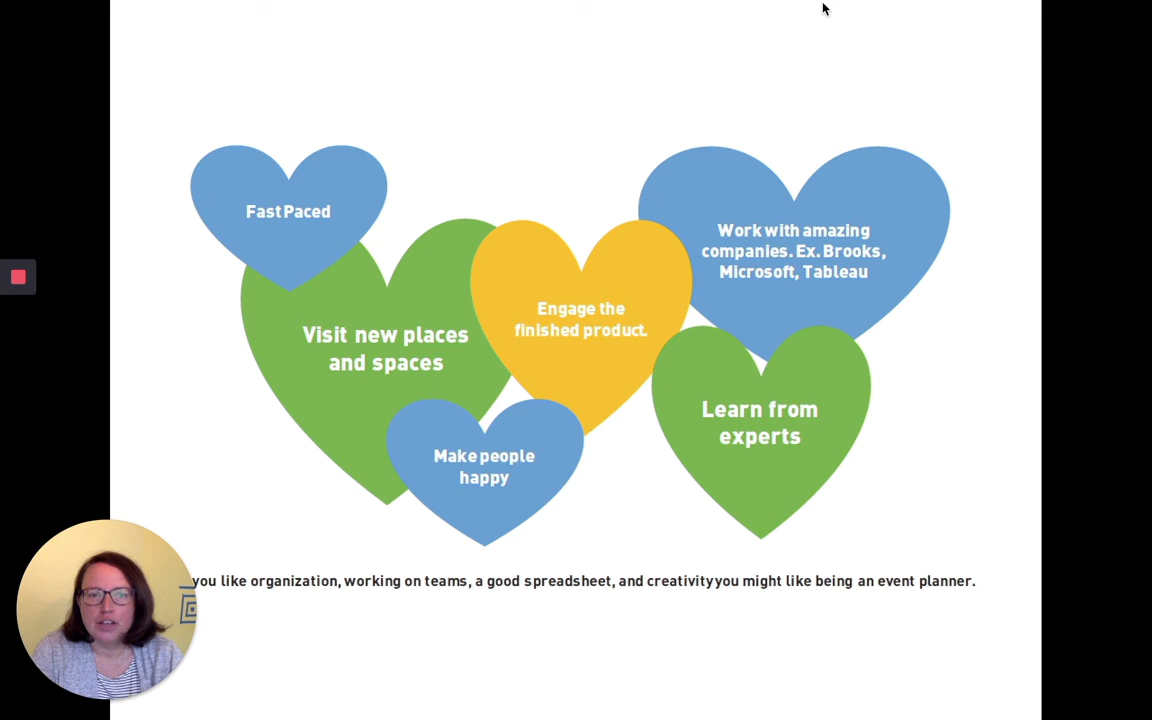 Fast Paced
Work with amazing
companies. Ex. Brooks,
Microsoft, Tableau
Engage the
finished product.
Visit new places
and spaces
Learn from
experts
Make people
happy
you like organization, working on teams, a good spreadsheet, and creativity you might like being an event planner.